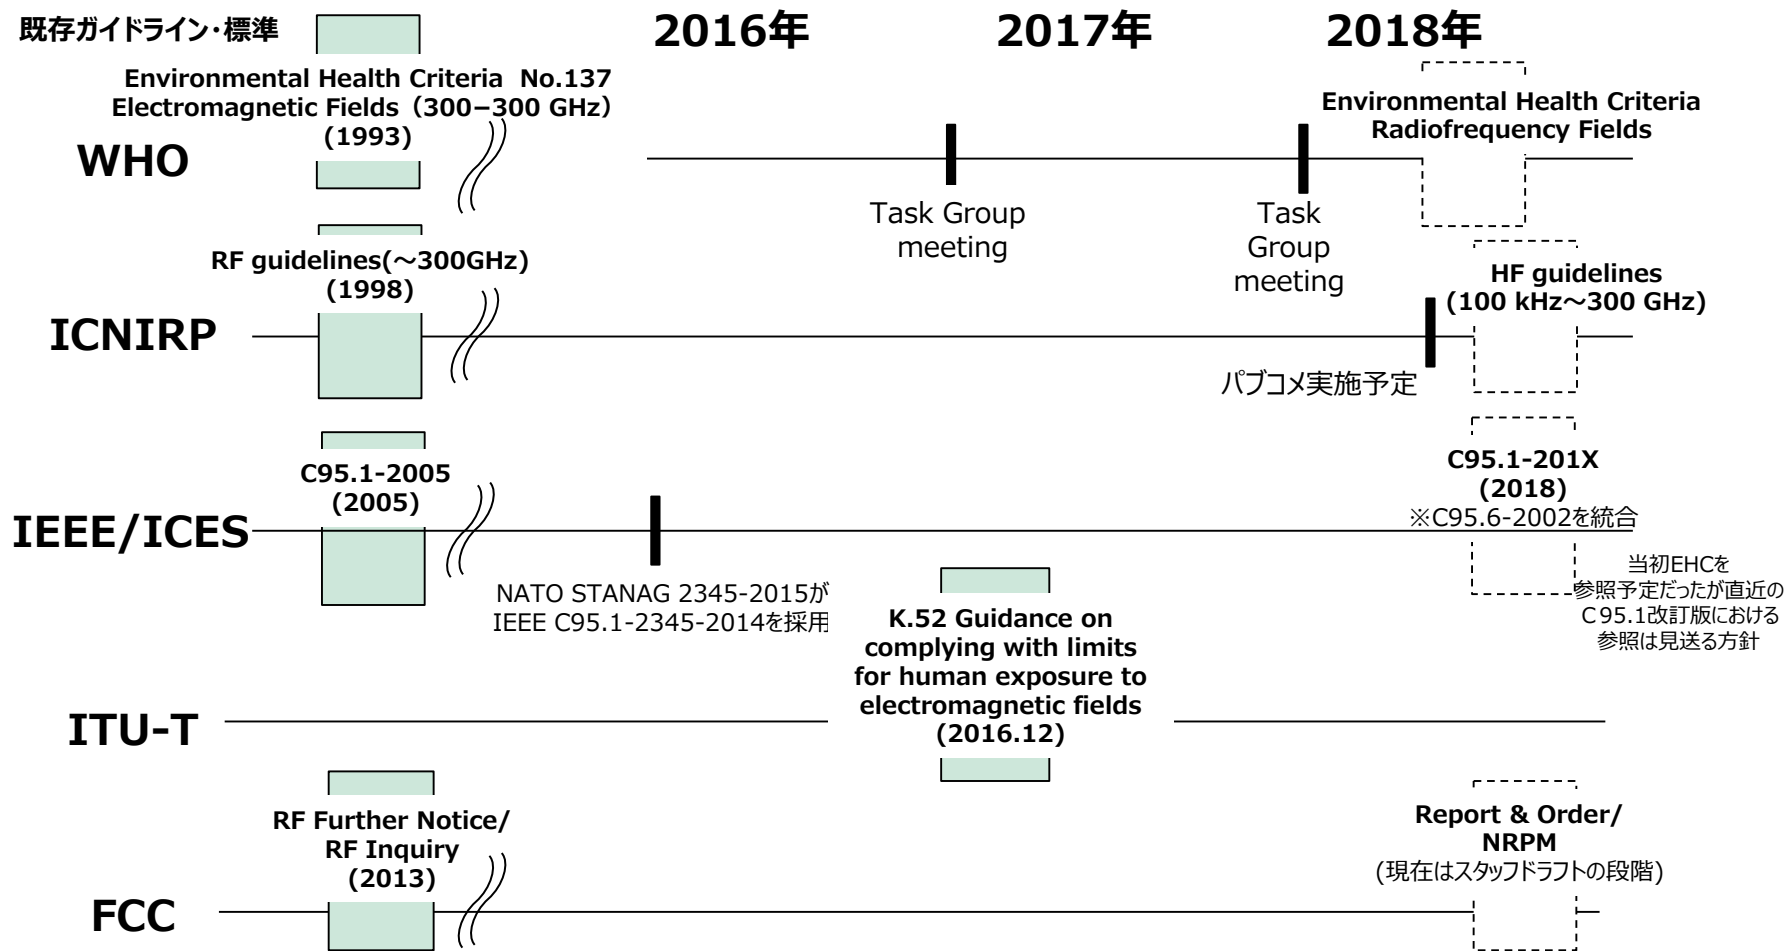 既存ガイドライン・標準
2016年
2017年
2018年
Environmental Health Criteria No.137
Electromagnetic Fields（300−300 GHz）
(1993)
WHO
Task Group
meeting
Task
Group
meeting
Environmental Health Criteria
Radiofrequency Fields
RF guidelines(～300GHz)
(1998)
ICNIRP
パブコメ実施予定
HF guidelines
(100 kHz～300 GHz)
C95.1-2005
(2005)
IEEE/ICES
NATO STANAG 2345-2015が
IEEE C95.1-2345-2014を採用
C95.1-201X
(2018)
※C95.6-2002を統合
当初EHCを
参照予定だったが直近の
C95.1改訂版における
参照は見送る方針
K.52 Guidance on
complying with limits
for human exposure to
electromagnetic fields
(2016.12)
ITU-T
RF Further Notice/
RF Inquiry
(2013)
FCC
Report & Order/
NRPM
(現在はスタッフドラフトの段階)